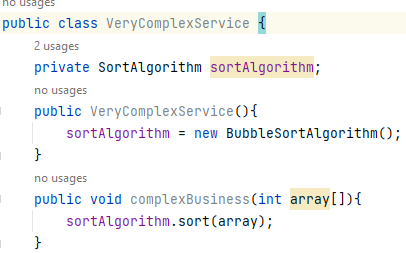 no usages
public class VeryComplexService {
2 usages
private SortAlgorithm sortAlgorithm;
no usages
public VeryComplexService(){
sortAlgorithm = new BubbleSortAlgorithm();
}
no usages
public void complexBusiness(int array[]){
sortAlgorithm.sort(array);
}